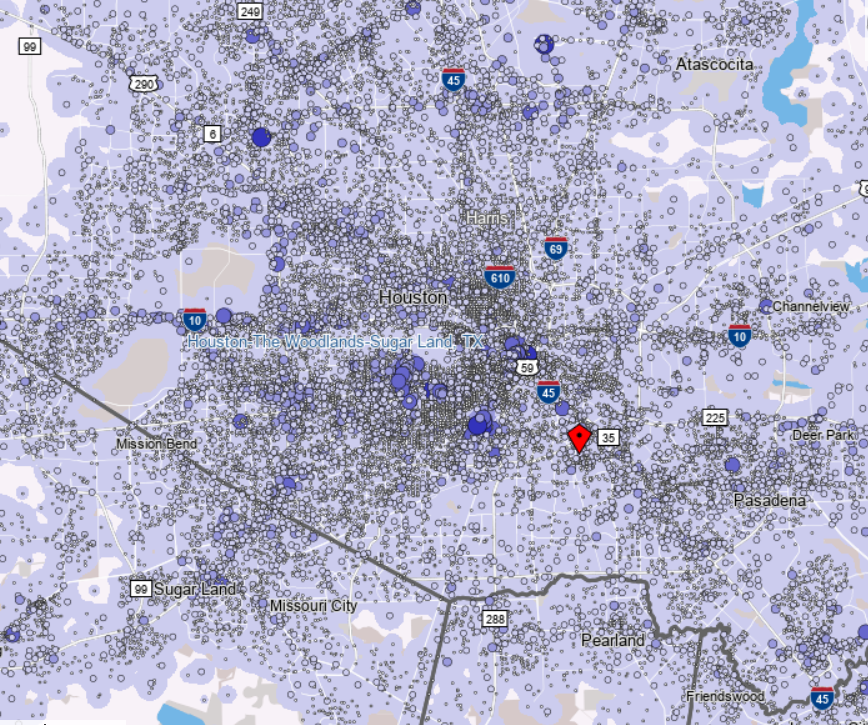 249
99
45
Atascocita
290
6
Harris
69
610
Houston
Channelview
10
10
Houston-The Woodlands-Sugar Land, TX
59
45
225
35
Mission Bend
Deer Park
Pasadena
99
Sugar Land
Missouri City
288
Pearland
Friendswood
45